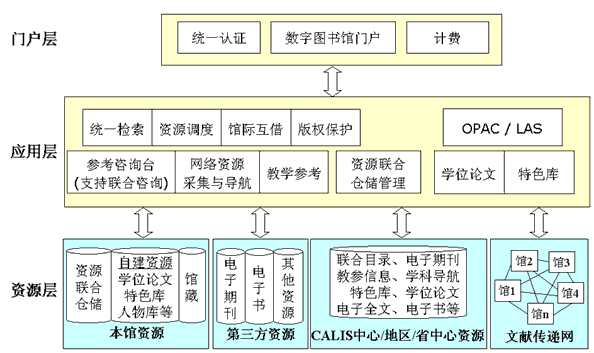 门户层
统一认证
数字图书馆门户
计费
应用层
统一检索
资源调度
馆际互借
版权保护
OPAC / LAS
参考咨询台
(支持联合咨询)
网络资源
采集与导航
教学参考
资源联合
仓储管理
学位论文
特色库
资源层
资源
联合
仓储
自建资源
学位论文
特色库
人物库等
馆
藏
本馆资源
电
子
期
刊
电
子
书
其
他
资
源
第三方资源
联合目录、电子期刊
教参信息、学科导航
特色库、学位论文
电子全文、电子书等
CALIS中心/地区/省中心资源
馆2
馆3
馆1
馆4
馆n
文献传递网